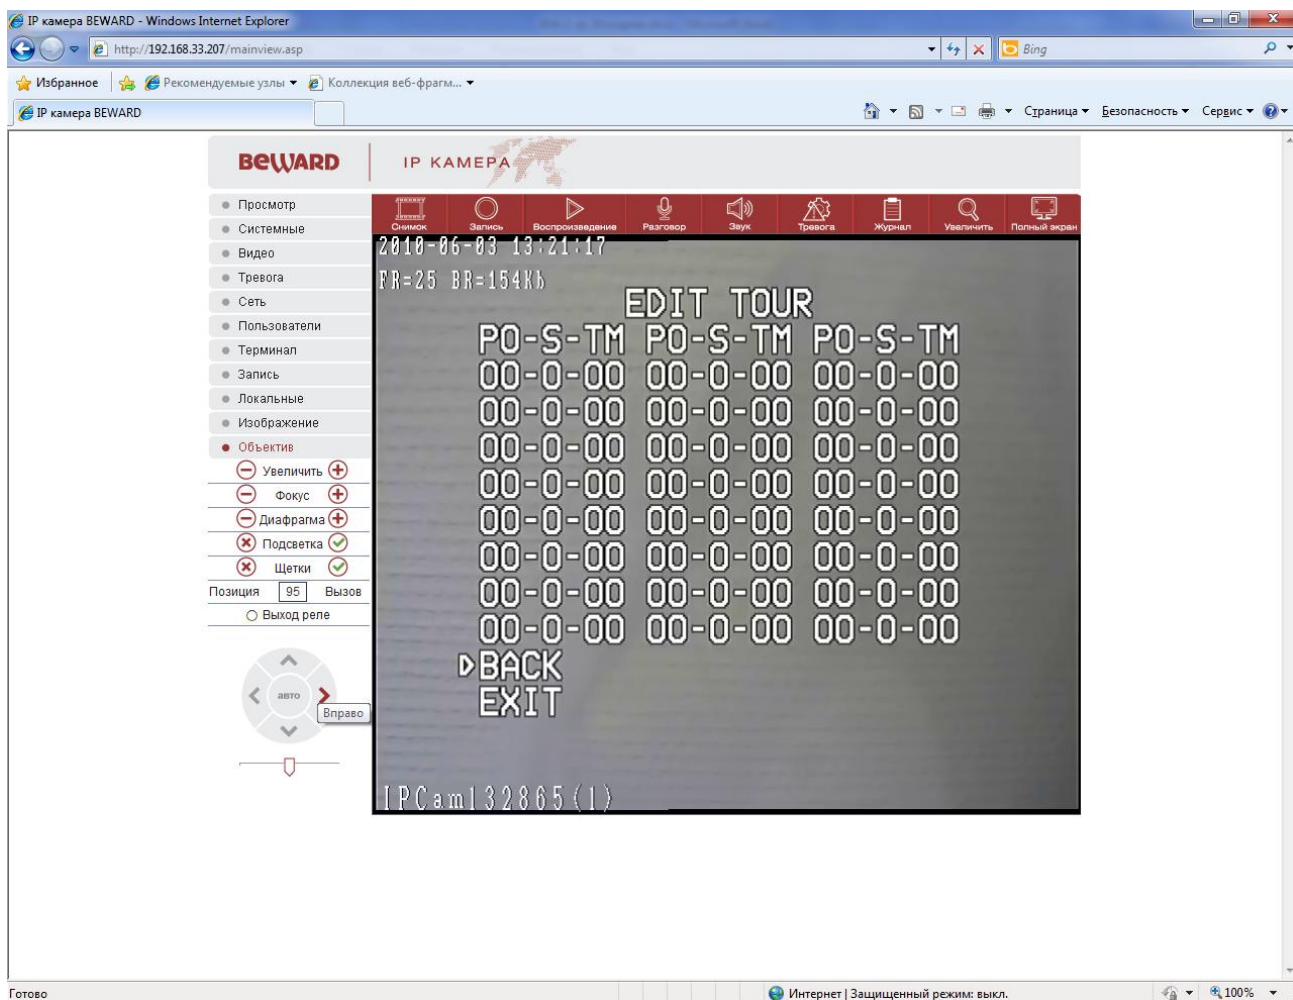 IP камера BEWARD - Windows Internet Explorer
http://192.168.33.207/mainview.asp
Bing
Избранное Рекомендуемые узлы Коллекция веб-фрагм...
IP камера BEWARD
Страница Безопасность Сервис
BEWARD IP КАМЕРА
Просмотр
Системные
Видео
Тревога
Сеть
Пользователи
Терминал
Запись
Локальные
Изображение
Объектив
Увеличить
Фокус
Диафрагма
Подсветка
Щетки
Позиция 95 Вызов
Выход реле
авто
Вправо
Снимок Запись Воспроизведение Разговор Звук Тревога Журнал Увеличить Полный экран
2010-06-03 13:21:17
FR=25 BR=154Kb
EDIT TOUR
PO-S-TM PO-S-TM PO-S-TM
00-0-00 00-0-00 00-0-00
00-0-00 00-0-00 00-0-00
00-0-00 00-0-00 00-0-00
00-0-00 00-0-00 00-0-00
00-0-00 00-0-00 00-0-00
00-0-00 00-0-00 00-0-00
00-0-00 00-0-00 00-0-00
00-0-00 00-0-00 00-0-00
BACK
EXIT
IPCam132865(1)
Готово
Интернет | Защищенный режим: выкл.
100%